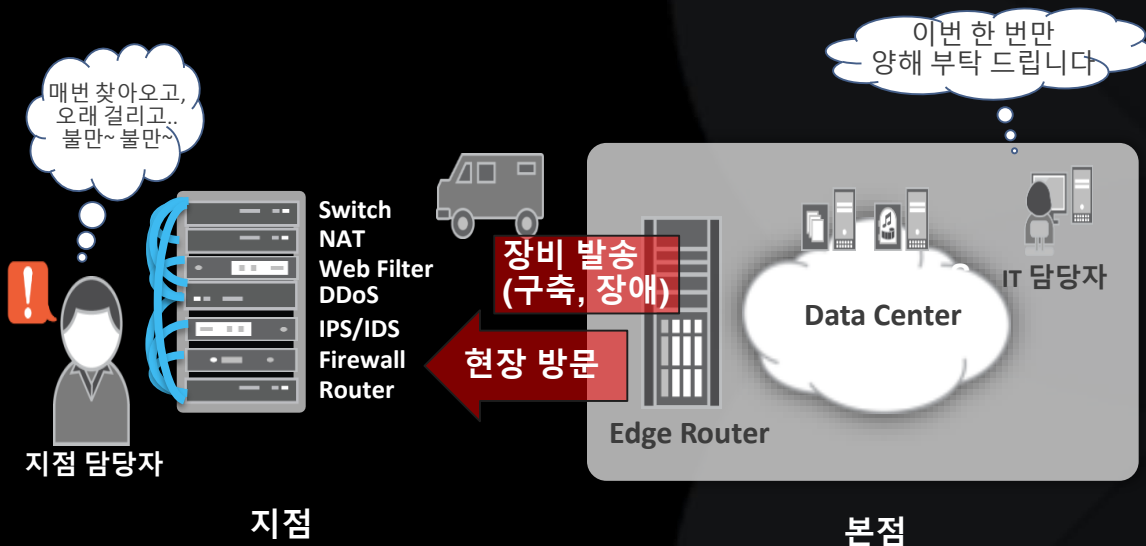 이번 한 번만
양해 부탁 드립니다
매번 찾아오고,
오래 걸리고..
불만~ 불만~
Switch
NAT
Web Filter
DDoS
IPS/IDS
Firewall
Router
장비 발송
(구축, 장애)
현장 방문
Data Center
IT 담당자
Edge Router
지점 담당자
지점
본점